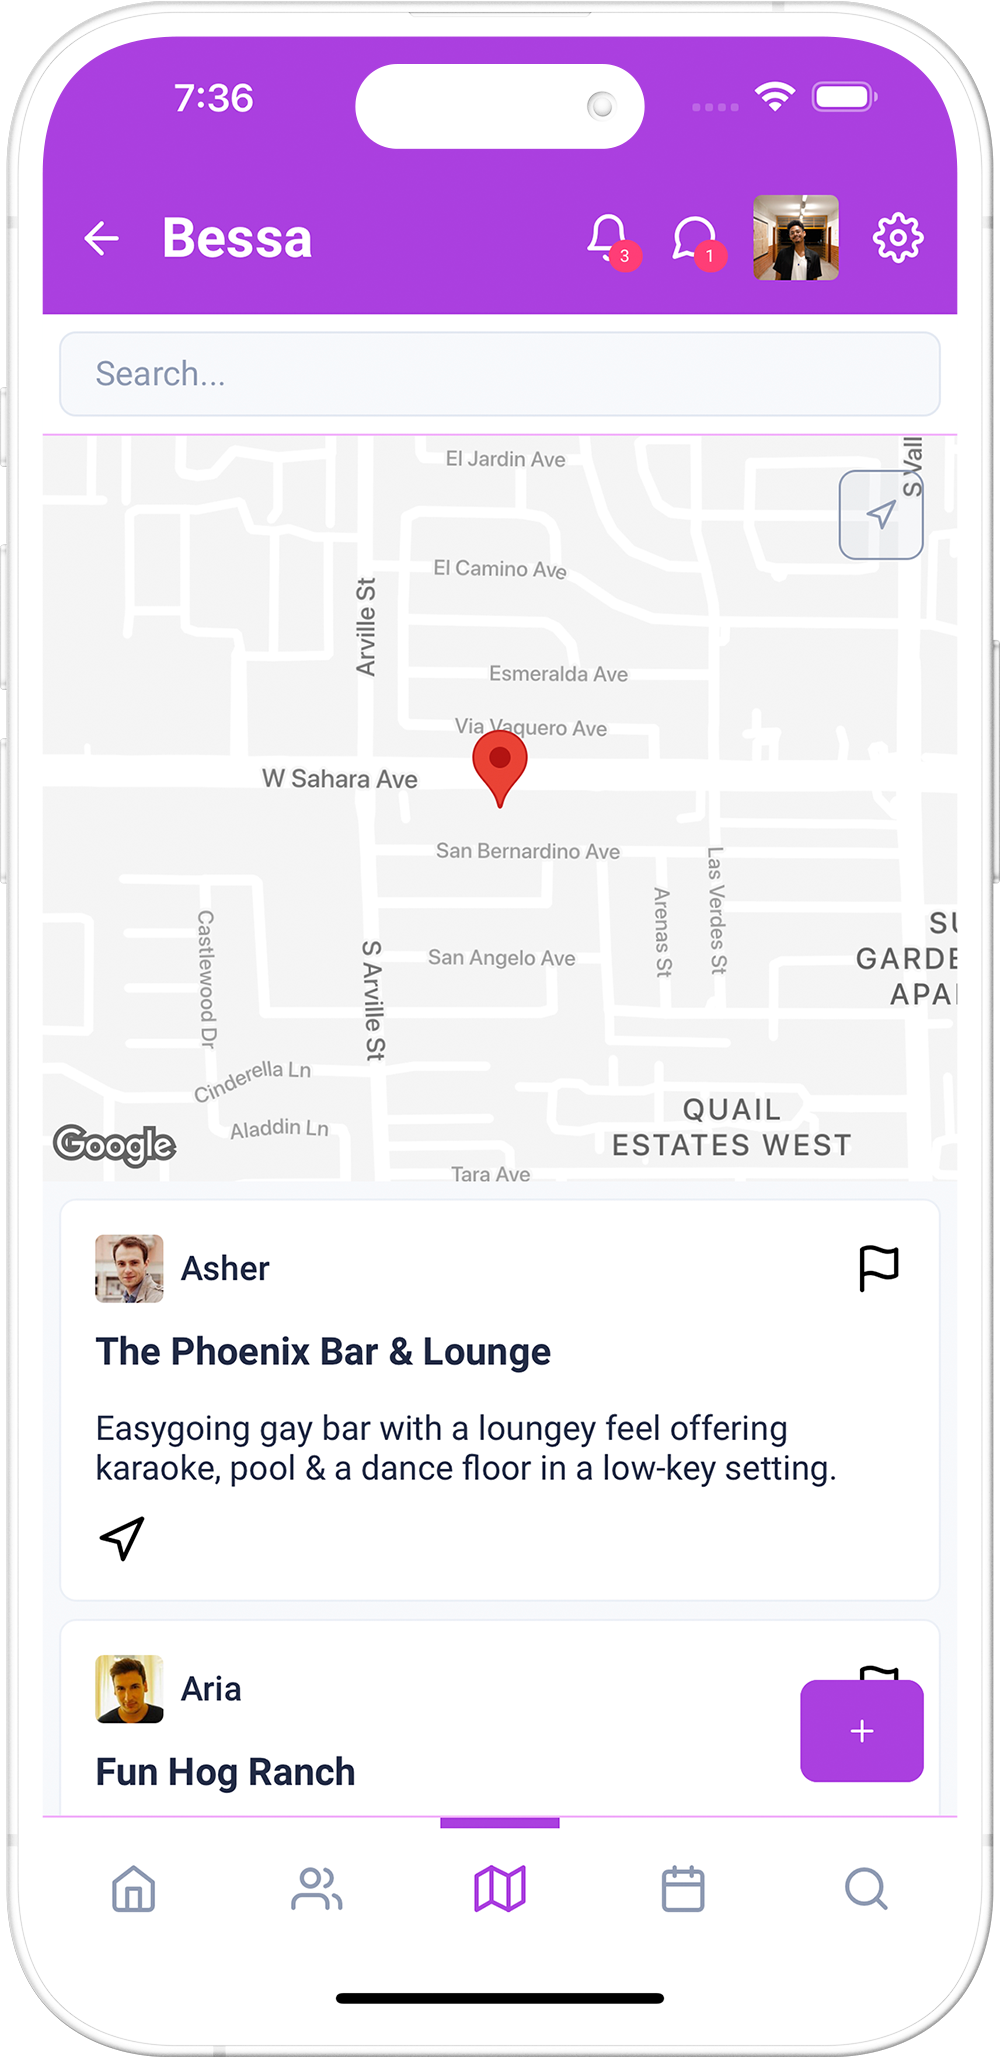 7:36
Bessa
3
1
Search...
El Jardin Ave
S Vall
El Camino Ave
Arville St
Esmeralda Ave
Via Vaquero Ave
W Sahara Ave
San Bernardino Ave
Las Verdes St
Arenas St
Castlewood Dr
SU
GARDE
APAI
S Arville St
San Angelo Ave
Cinderella Ln
QUAIL
ESTATES WEST
Aladdin Ln
Google
Tara Ave
Asher
The Phoenix Bar & Lounge
Easygoing gay bar with a loungey feel offering
karaoke, pool & a dance floor in a low-key setting.
Aria
Fun Hog Ranch